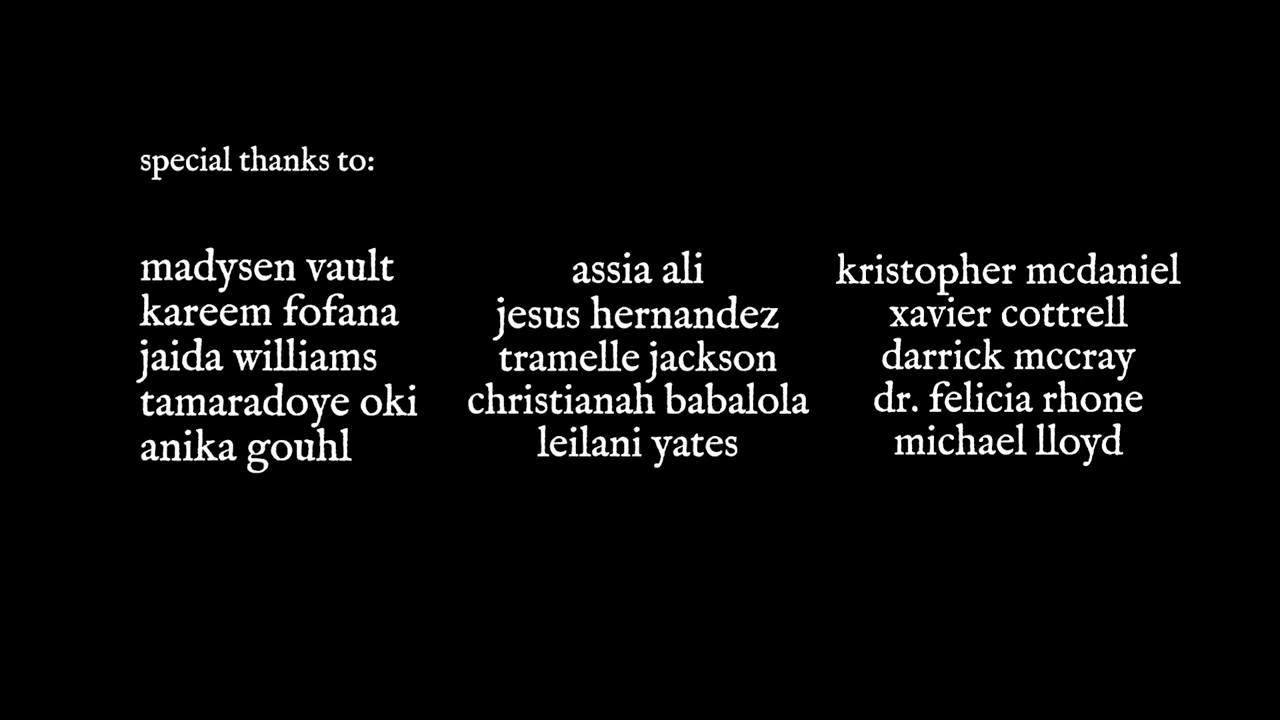 special thanks to:
madysen vault
kareem fofana
jaida williams
tamaradoye oki
anika gouhl
assia ali
jesus hernandez
tramelle jackson
christianah babalola
leilani yates
kristopher mcdaniel
xavier cottrell
darrick mccray
dr. felicia rhone
michael lloyd